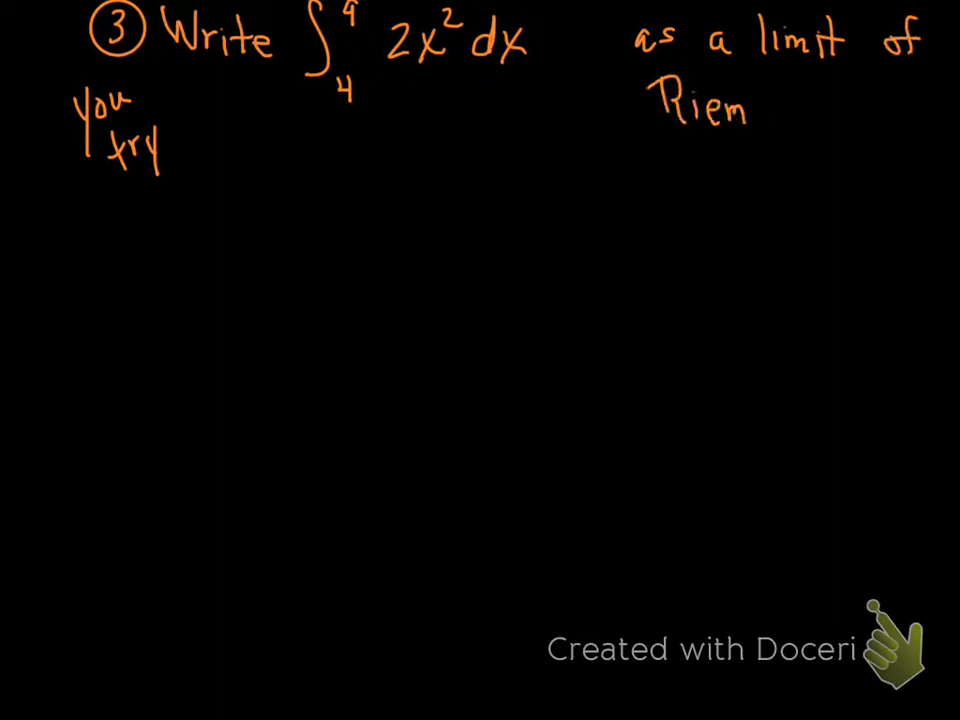 ③ Write ∫₄⁹ 2x² dx as a limit of
Riem
you
try
Created with Doceri